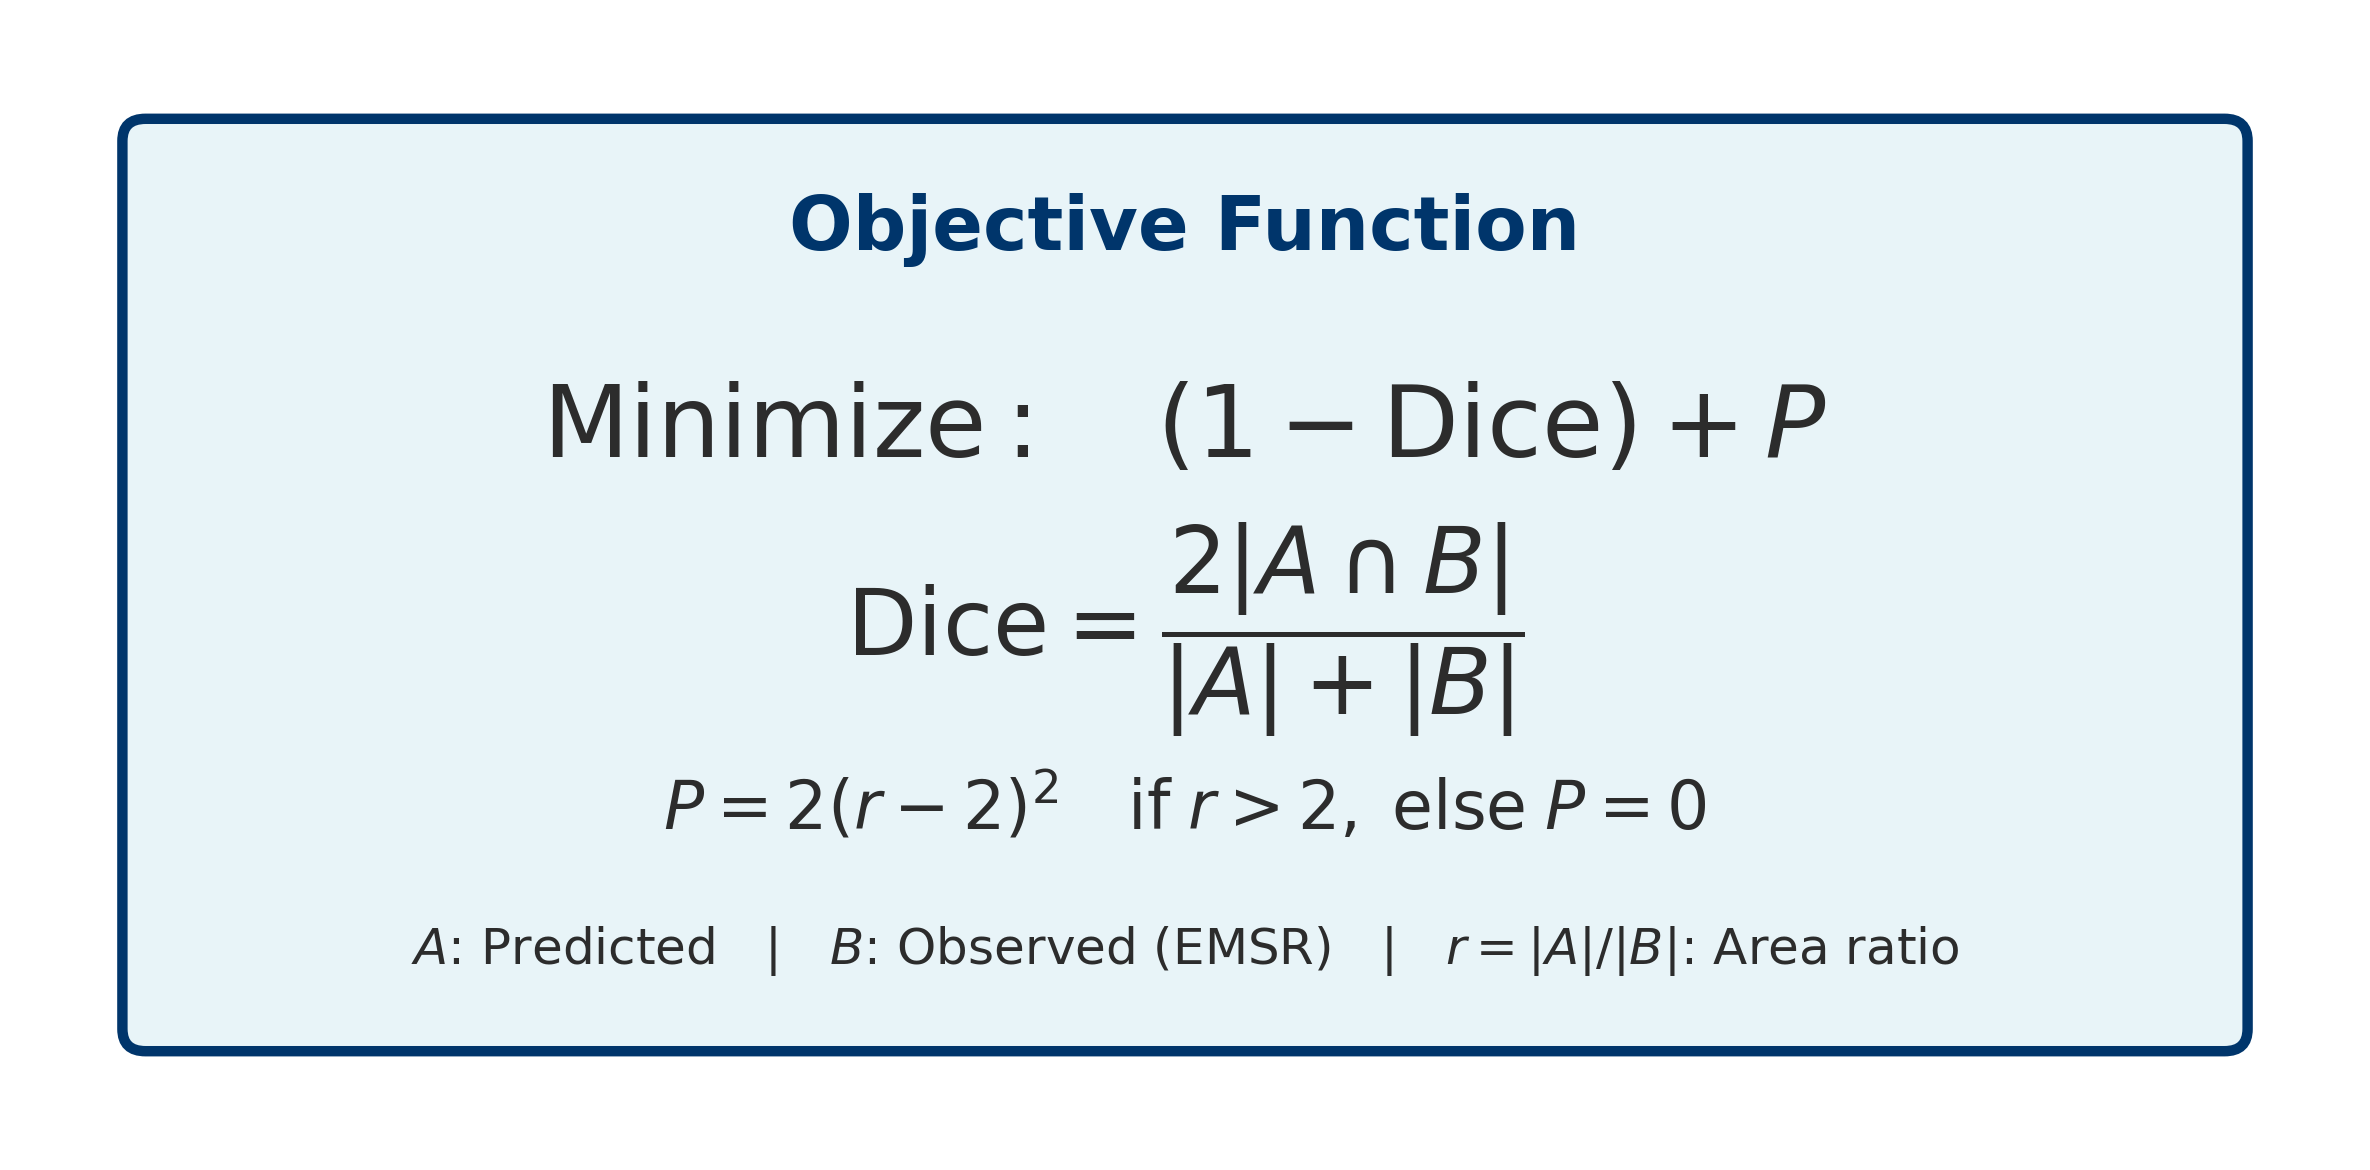 Objective Function
Minimize : (1 − Dice) + P
Dice = 2|A ∩ B| / |A| + |B|
P = 2(r − 2)² if r > 2, else P = 0
A: Predicted | B: Observed (EMSR) | r = |A|/|B|: Area ratio